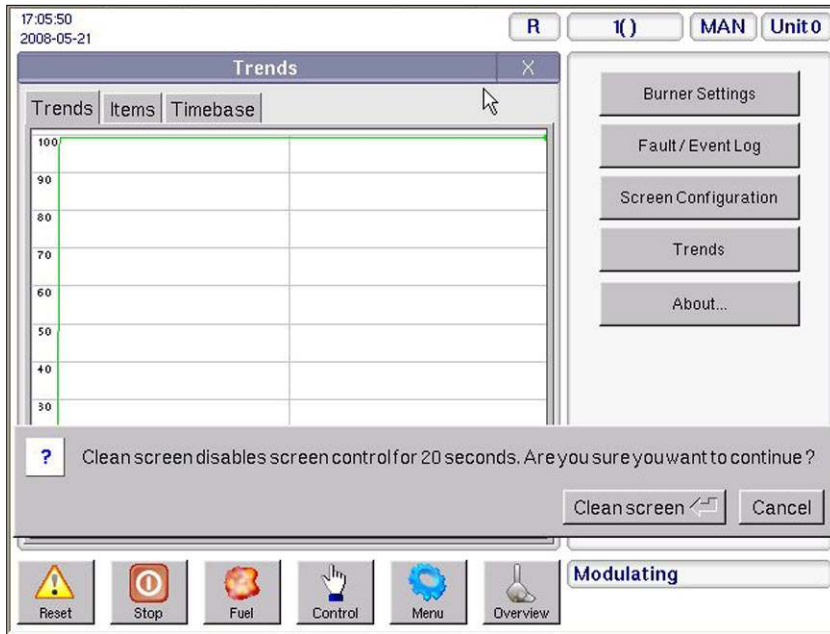 17:05:50
2008-05-21
R
1( )
MAN
Unit 0
Trends
X
Trends
Items
Timebase
100
90
80
70
60
50
40
30
Burner Settings
Fault / Event Log
Screen Configuration
Trends
About...
?
Clean screen disables screen control for 20 seconds. Are you sure you want to continue ?
Clean screen
Cancel
Reset
Stop
Fuel
Control
Menu
Overview
Modulating